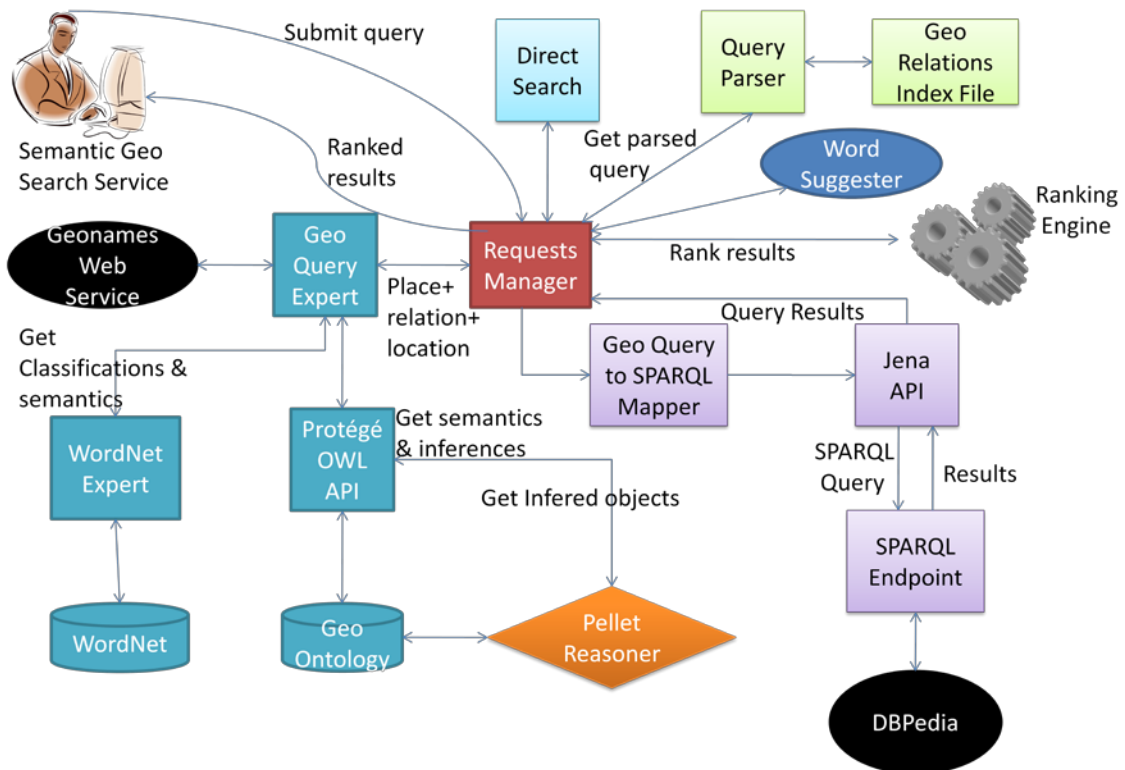 Submit query
Direct
Search
Query
Parser
Geo
Relations
Index File
Semantic Geo
Search Service
Ranked
results
Get parsed
query
Word
Suggester
Ranking
Engine
Geonames
Web
Service
Geo
Query
Expert
Place+
relation+
location
Requests
Manager
Rank results
Query Results
Get
Classifications &
semantics
Geo Query
to SPARQL
Mapper
Jena
API
WordNet
Expert
Protégé
OWL
API
Get semantics
& inferences
Get Infered objects
SPARQL
Query
Results
SPARQL
Endpoint
WordNet
Geo
Ontology
Pellet
Reasoner
DBPedia